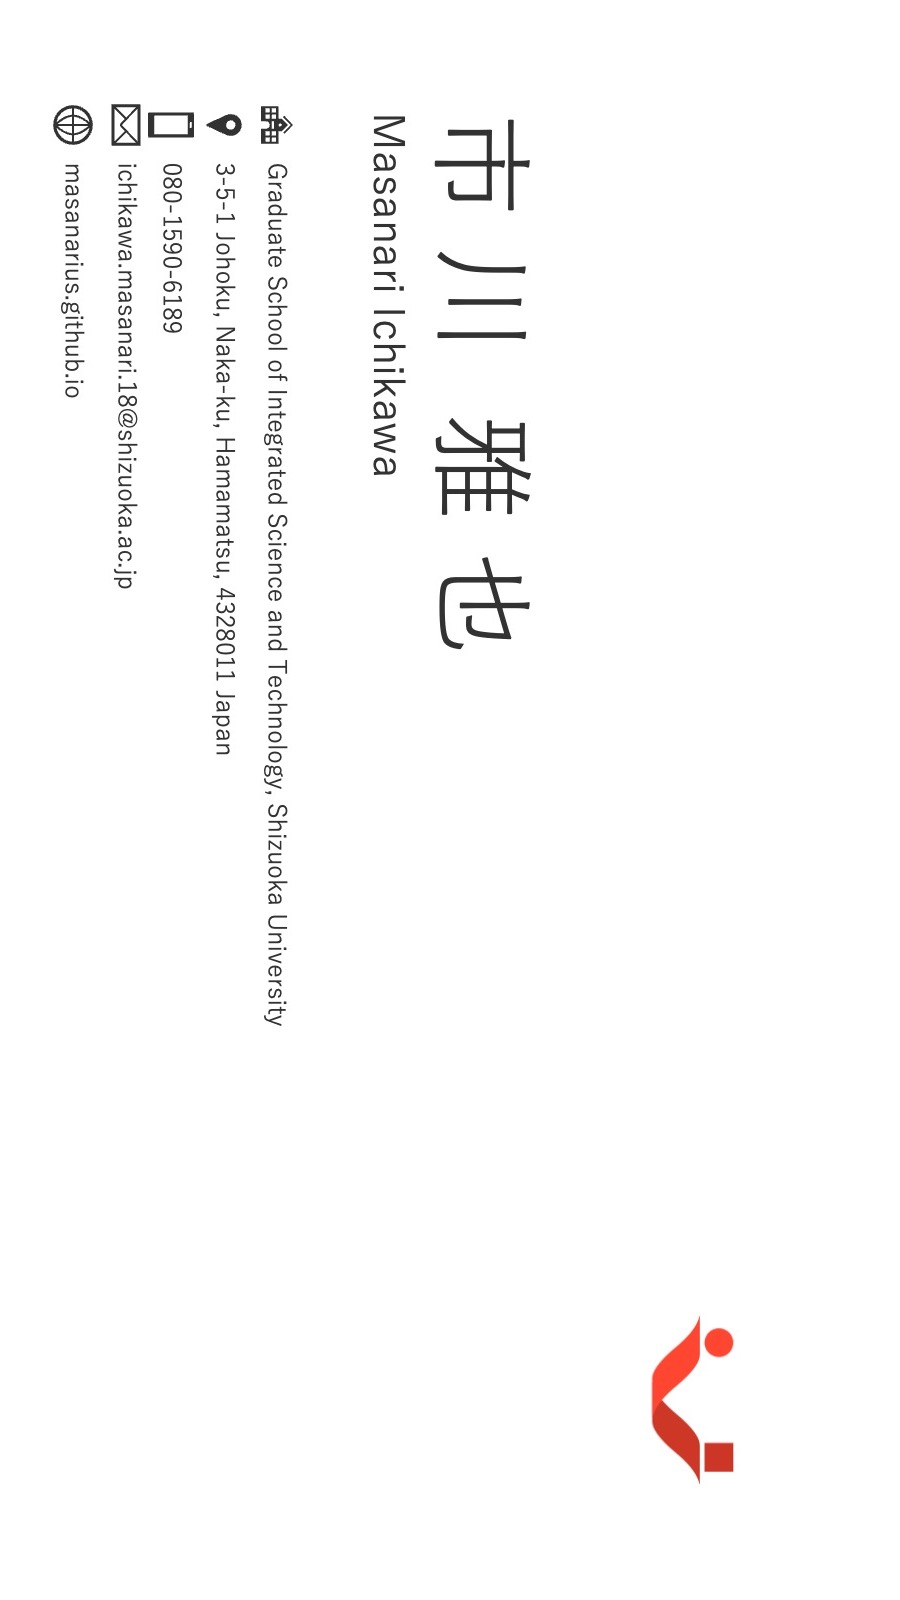 市川 雅也
Masanari Ichikawa
Graduate School of Integrated Science and Technology, Shizuoka University
3-5-1 Johoku, Naka-ku, Hamamatsu, 4328011 Japan
080-1590-6189
ichikawa.masanari.18@shizuoka.ac.jp
masanarius.github.io